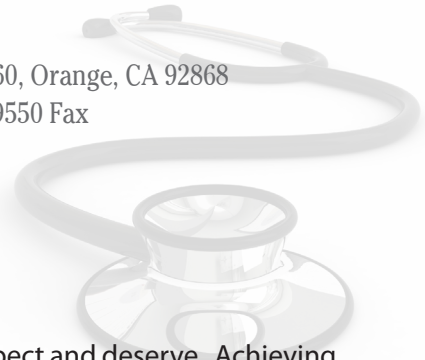 60, Orange, CA 92868
9550 Fax
pect and deserve. Achieving